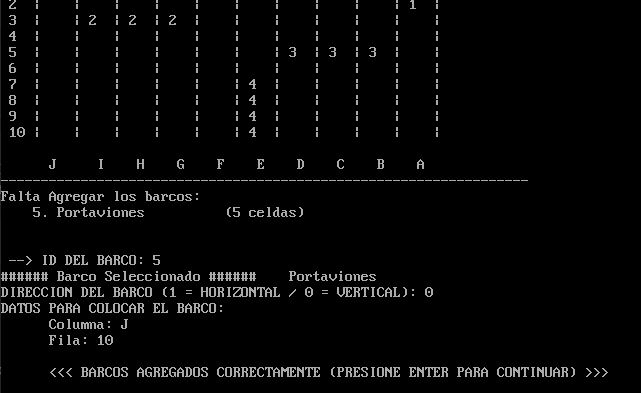 2 ¦ ¦ ¦ ¦ ¦ ¦ ¦ ¦ ¦ ¦ 1 ¦
3 ¦ ¦ 2 ¦ 2 ¦ 2 ¦ ¦ ¦ ¦ ¦ ¦ ¦
4 ¦ ¦ ¦ ¦ ¦ ¦ ¦ ¦ ¦ ¦ ¦
5 ¦ ¦ ¦ ¦ ¦ ¦ ¦ 3 ¦ 3 ¦ 3 ¦ ¦
6 ¦ ¦ ¦ ¦ ¦ ¦ ¦ ¦ ¦ ¦ ¦
7 ¦ ¦ ¦ ¦ ¦ ¦ 4 ¦ ¦ ¦ ¦ ¦
8 ¦ ¦ ¦ ¦ ¦ ¦ 4 ¦ ¦ ¦ ¦ ¦
9 ¦ ¦ ¦ ¦ ¦ ¦ 4 ¦ ¦ ¦ ¦ ¦
10 ¦ ¦ ¦ ¦ ¦ ¦ 4 ¦ ¦ ¦ ¦ ¦
J I H G F E D C B A
------------------------------------------------------------------
Falta Agregar los barcos:
5. Portaviones (5 celdas)
--> ID DEL BARCO: 5
###### Barco Seleccionado ###### Portaviones
DIRECCION DEL BARCO (1 = HORIZONTAL / 0 = VERTICAL): 0
DATOS PARA COLOCAR EL BARCO:
Columna: J
Fila: 10
<<< BARCOS AGREGADOS CORRECTAMENTE (PRESIONE ENTER PARA CONTINUAR) >>>